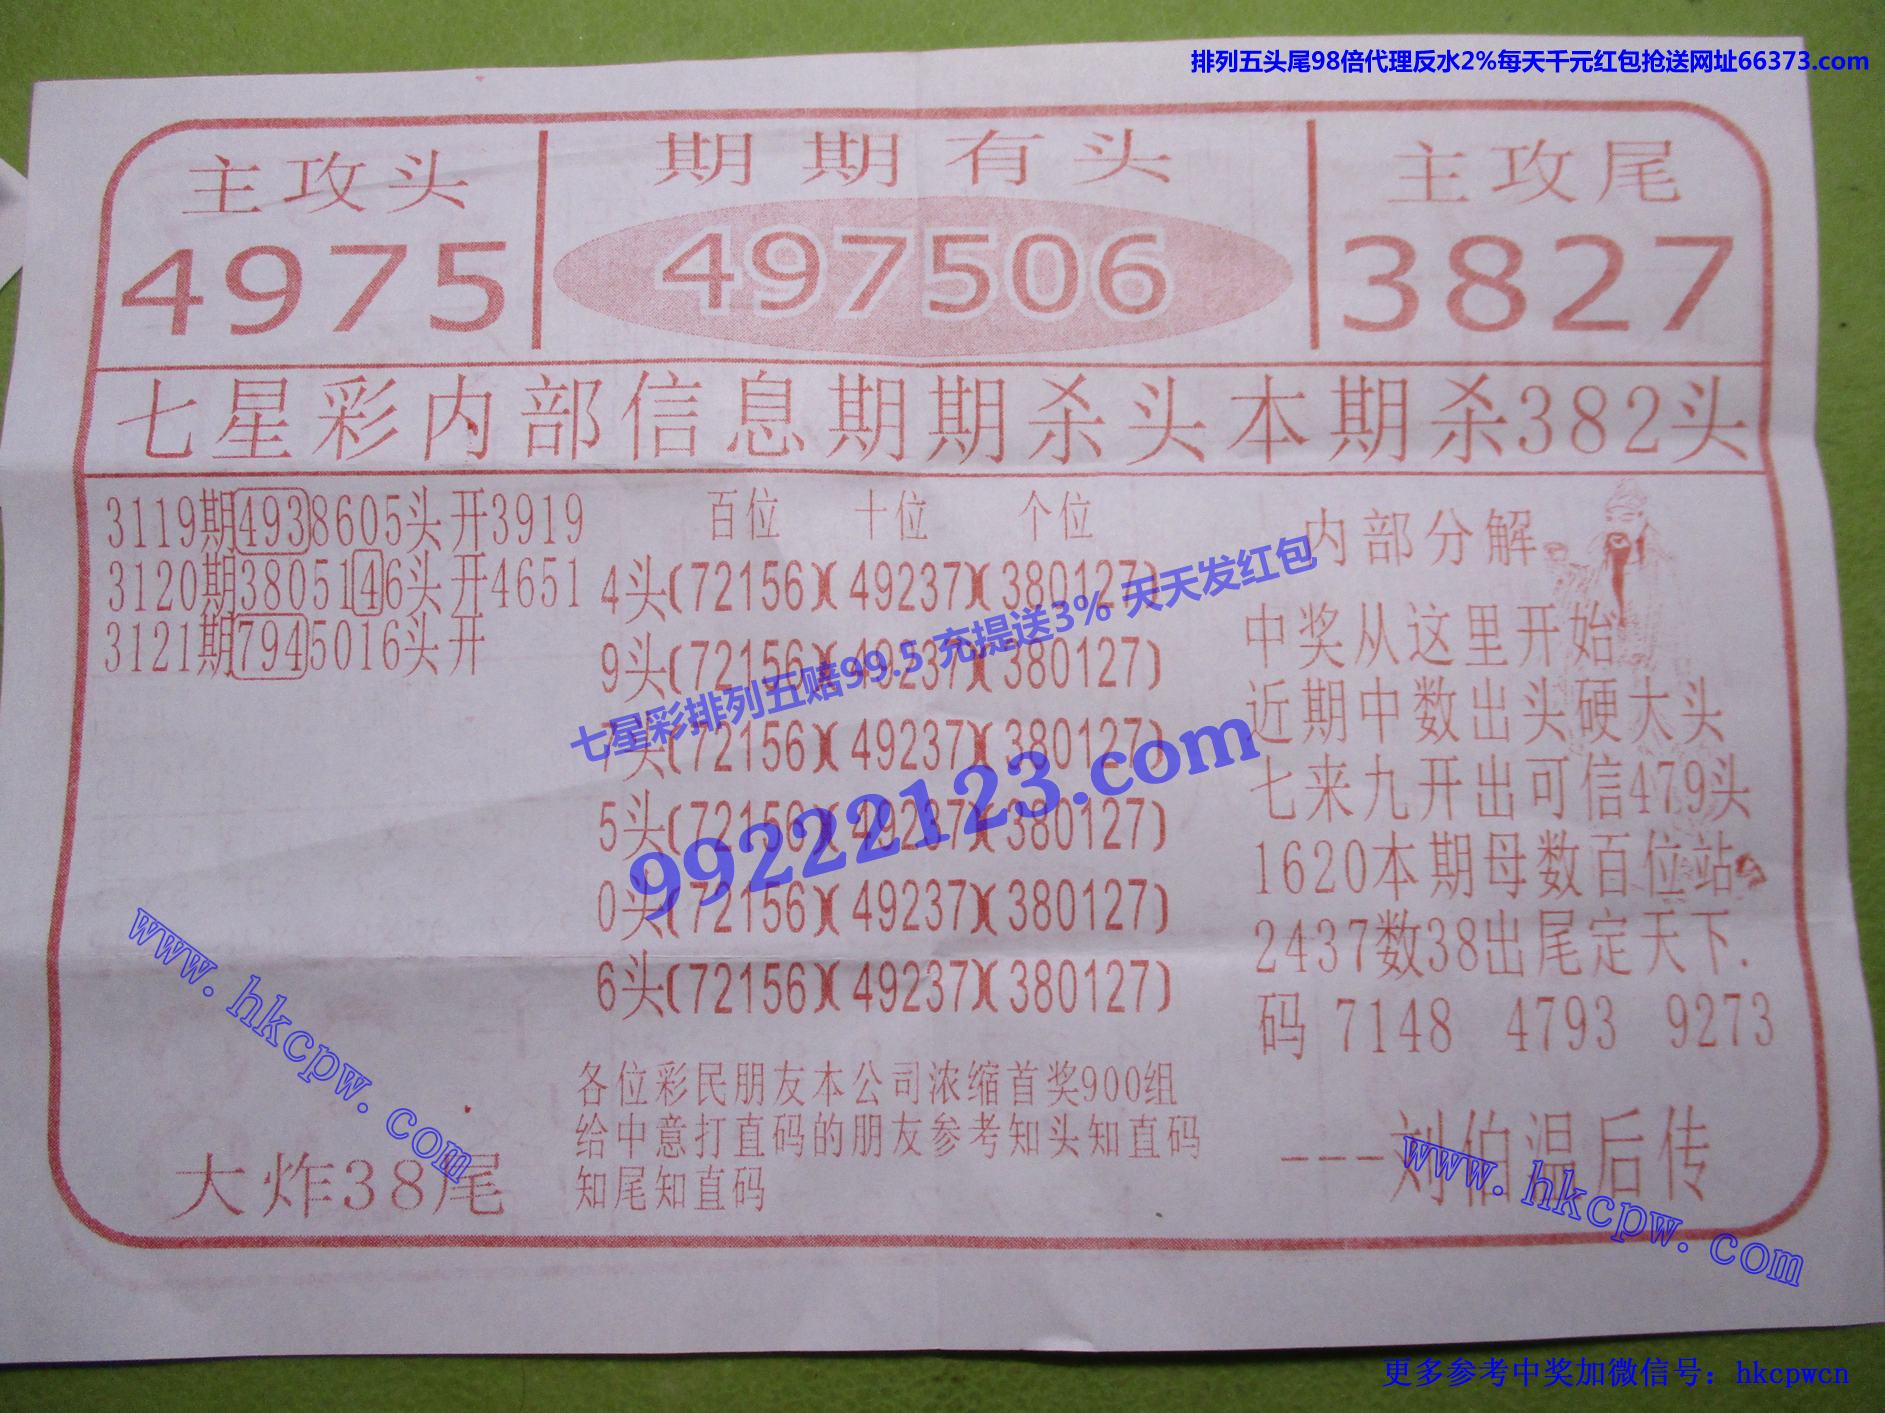 排列五头尾98倍代理反水2%每天千元红包抢送网址66373.com
主攻头
期期有头
主攻尾
4975
497506
3827
七星彩内部信息期期杀头本期杀382头
3119期4938605头开3919
3120期3805146头开4651
3121期7945016头开
百位 十位 个位
4头(72156)(49237)(380127)
9头(72156)(49237)(380127)
7头(72156)(49237)(380127)
5头(72156)(49237)(380127)
0头(72156)(49237)(380127)
6头(72156)(49237)(380127)
七星彩排列五赔99.5 充提送3% 天天发红包
99222123.com
内部分解
中奖从这里开始
近期中数出头硬太头
七来九开出可信479头
1620本期母数百位站
2437数38出尾定天下.
码 7148 4793 9273
---刘伯温后传
各位彩民朋友本公司浓缩首奖900组
给中意打直码的朋友参考知头知直码
知尾知直码
大炸38尾
www.hkcpw.com
www.hkcpw.com
更多参考中奖加微信号：hkcpwcn